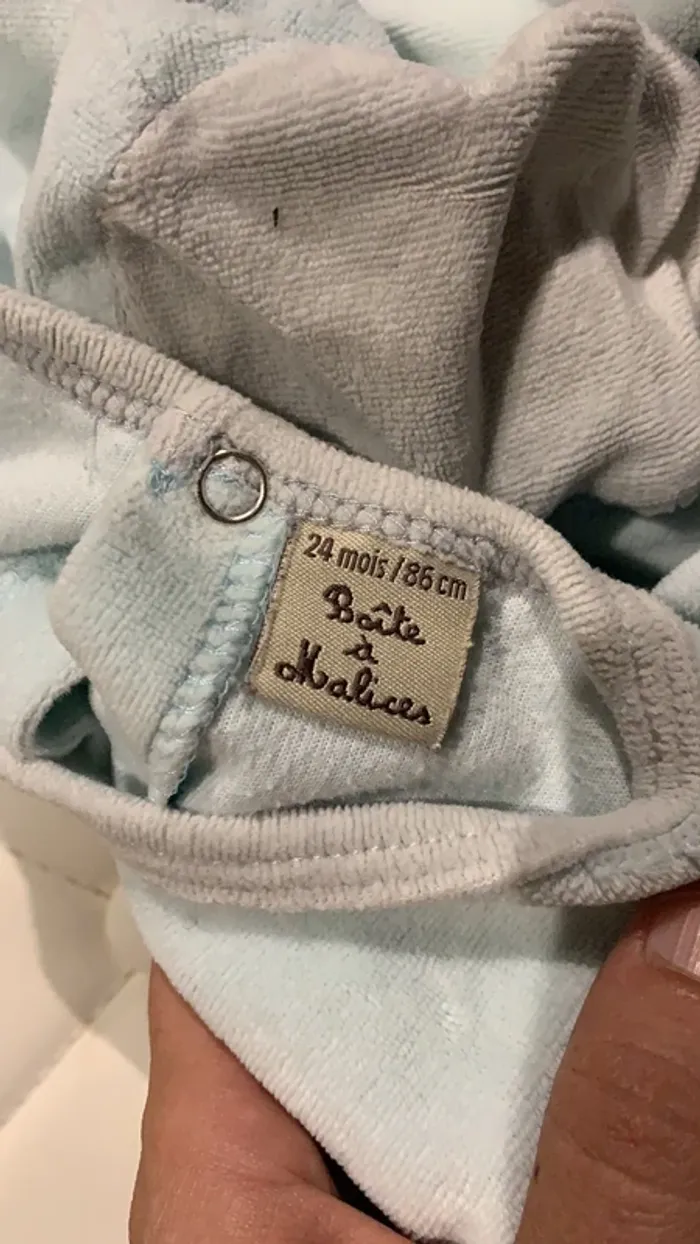 24 mois / 86 cm
Boîte
à
Malices